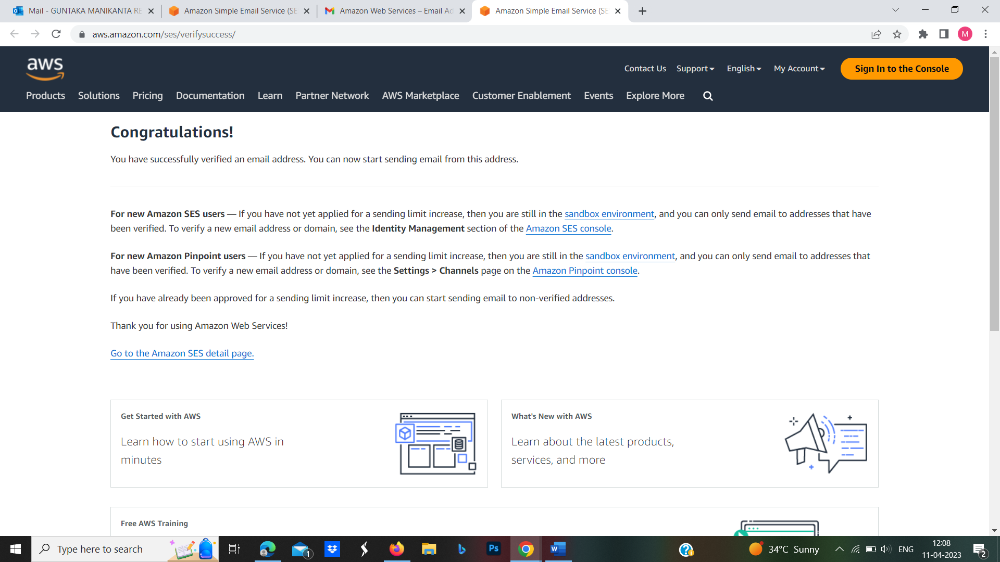 Mail - GUNTAKA MANIKANTA RE
Amazon Simple Email Service (SE
Amazon Web Services – Email Ad
Amazon Simple Email Service (SE
aws.amazon.com/ses/verifysuccess/
M
aws
Contact Us Support English My Account Sign In to the Console
Products Solutions Pricing Documentation Learn Partner Network AWS Marketplace Customer Enablement Events Explore More
Congratulations!
You have successfully verified an email address. You can now start sending email from this address.
For new Amazon SES users — If you have not yet applied for a sending limit increase, then you are still in the sandbox environment, and you can only send email to addresses that have
been verified. To verify a new email address or domain, see the Identity Management section of the Amazon SES console.
For new Amazon Pinpoint users — If you have not yet applied for a sending limit increase, then you are still in the sandbox environment, and you can only send email to addresses that
have been verified. To verify a new email address or domain, see the Settings > Channels page on the Amazon Pinpoint console.
If you have already been approved for a sending limit increase, then you can start sending email to non-verified addresses.
Thank you for using Amazon Web Services!
Go to the Amazon SES detail page.
Get Started with AWS
Learn how to start using AWS in
minutes
What's New with AWS
Learn about the latest products,
services, and more
Free AWS Training
Type here to search
1
Ps
W
34°C Sunny
ENG
12:08
11-04-2023
2